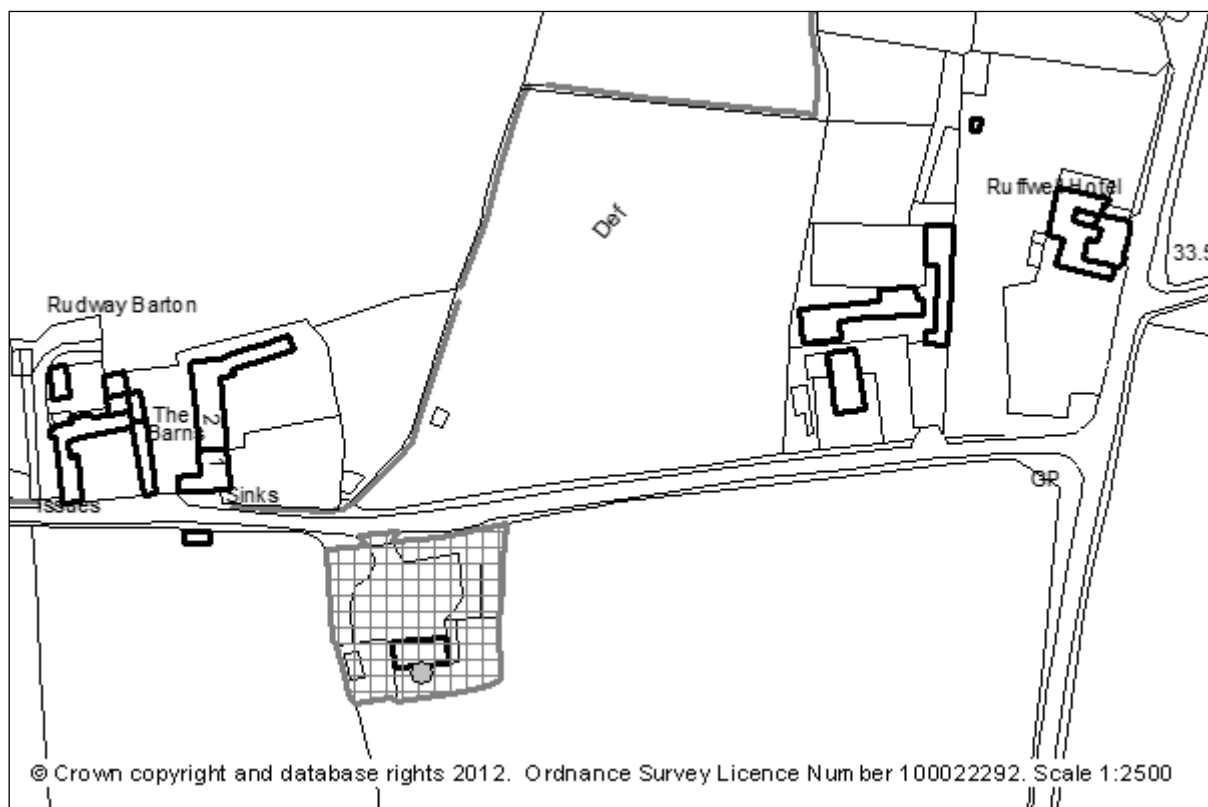 Ruffwell Hotel
Def
33.5
Rudway Barton
The
Barns
2
Sinks
Issues
GP
© Crown copyright and database rights 2012. Ordnance Survey Licence Number 100022292. Scale 1:2500